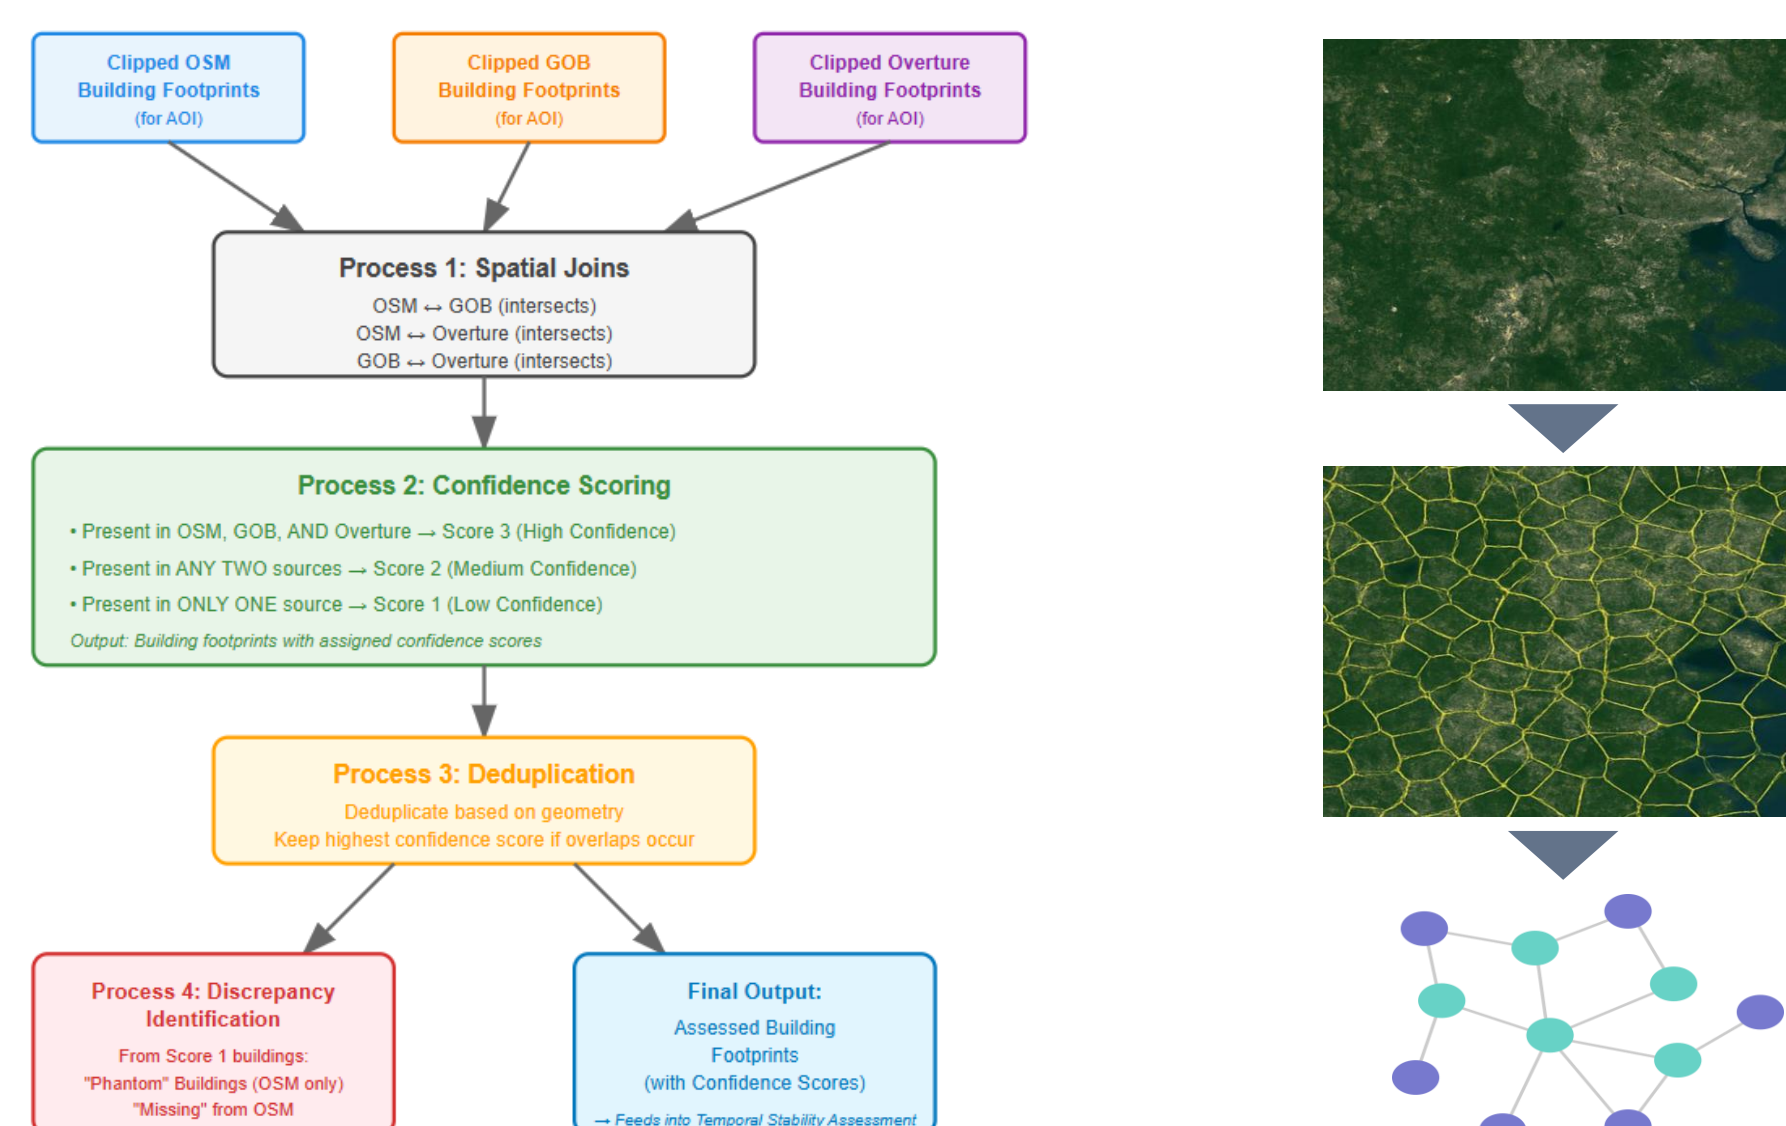 Clipped OSM
Building Footprints
(for AOI)
Clipped GOB
Building Footprints
(for AOI)
Clipped Overture
Building Footprints
(for AOI)
Process 1: Spatial Joins
OSM ↔ GOB (intersects)
OSM ↔ Overture (intersects)
GOB ↔ Overture (intersects)
Process 2: Confidence Scoring
• Present in OSM, GOB, AND Overture → Score 3 (High Confidence)
• Present in ANY TWO sources → Score 2 (Medium Confidence)
• Present in ONLY ONE source → Score 1 (Low Confidence)
Output: Building footprints with assigned confidence scores
Process 3: Deduplication
Deduplicate based on geometry
Keep highest confidence score if overlaps occur
Process 4: Discrepancy
Identification
From Score 1 buildings:
"Phantom" Buildings (OSM only)
"Missing" from OSM
Final Output:
Assessed Building
Footprints
(with Confidence Scores)
→ Feeds into Temporal Stability Assessment